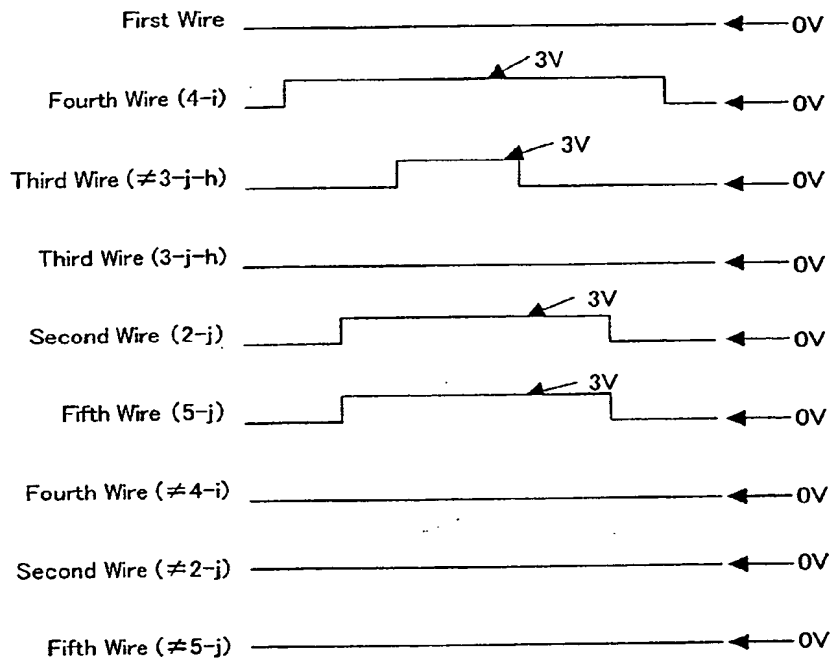 First Wire 0V
3V
Fourth Wire (4-i) 0V
3V
Third Wire (≠3-j-h) 0V
Third Wire (3-j-h) 0V
3V
Second Wire (2-j) 0V
3V
Fifth Wire (5-j) 0V
Fourth Wire (≠4-i) 0V
Second Wire (≠2-j) 0V
Fifth Wire (≠5-j) 0V